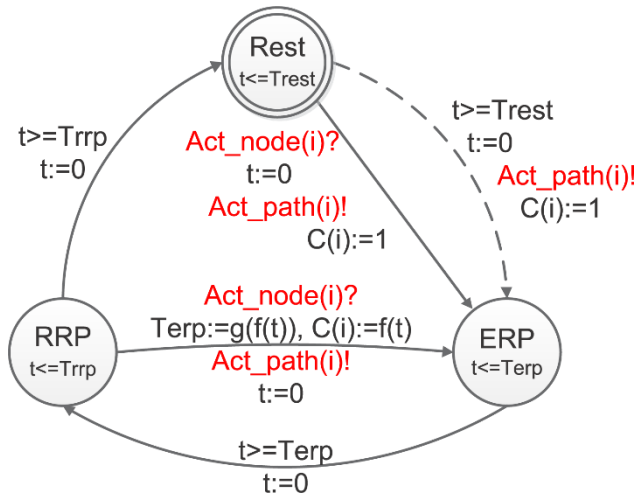 Rest
t<=Trest
t>=Trrp
t:=0
Act_node(i)?
t:=0
Act_path(i)!
C(i):=1
t>=Trest
t:=0
Act_path(i)!
C(i):=1
RRP
t<=Trrp
Act_node(i)?
Terp:=g(f(t)), C(i):=f(t)
Act_path(i)!
t:=0
ERP
t<=Terp
t>=Terp
t:=0